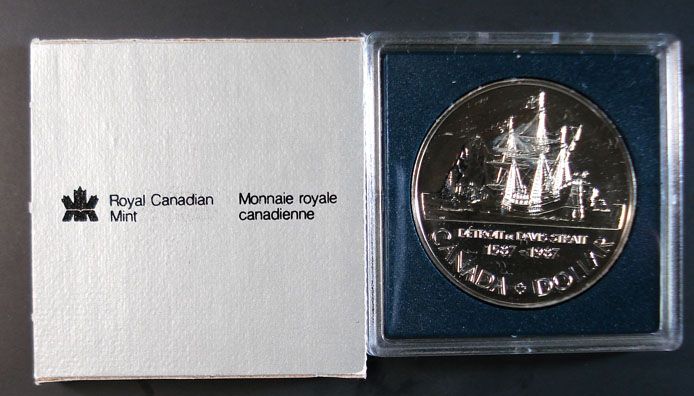 Royal Canadian
Mint
Monnaie royale
canadienne
DÉTROIT de DAVIS STRAIT
1587-1987
CANADA DOLLAR